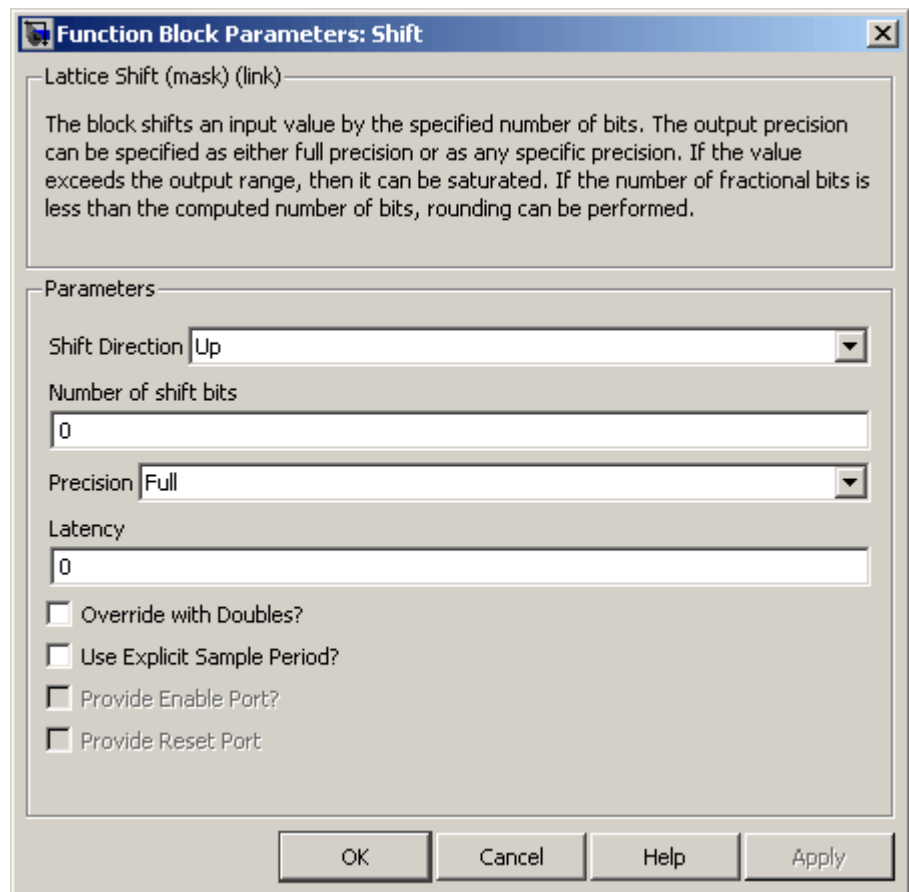 Function Block Parameters: Shift
Lattice Shift (mask) (link)
The block shifts an input value by the specified number of bits. The output precision
can be specified as either full precision or as any specific precision. If the value
exceeds the output range, then it can be saturated. If the number of fractional bits is
less than the computed number of bits, rounding can be performed.
Parameters
Shift Direction Up
Number of shift bits
0
Precision Full
Latency
0
Override with Doubles?
Use Explicit Sample Period?
Provide Enable Port?
Provide Reset Port
OK Cancel Help Apply